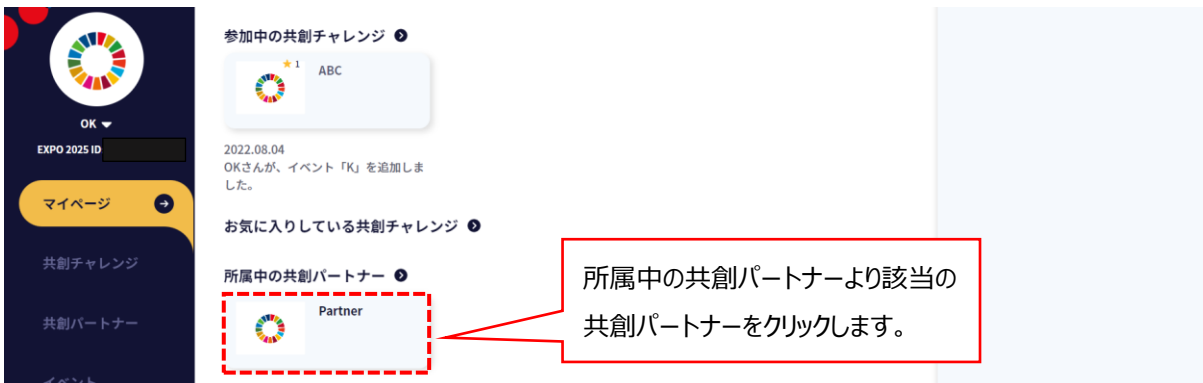 OK
EXPO 2025 ID
マイページ
共創チャレンジ
共創パートナー
イベント
参加中の共創チャレンジ
1
ABC
2022.08.04
OKさんが、イベント「K」を追加しま
した。
お気に入りしている共創チャレンジ
所属中の共創パートナー
Partner
所属中の共創パートナーより該当の
共創パートナーをクリックします。